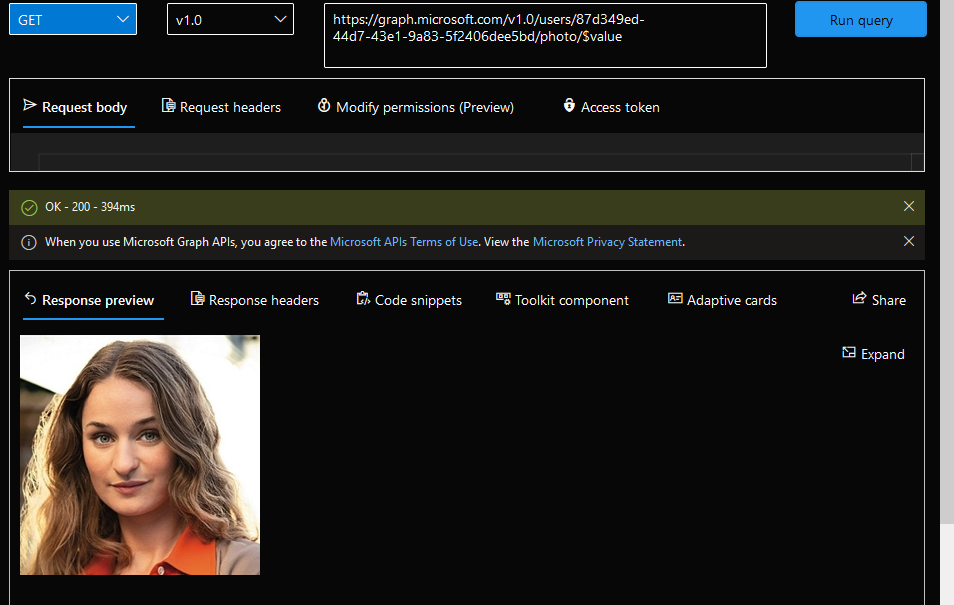 GET
v1.0
https://graph.microsoft.com/v1.0/users/87d349ed-
44d7-43e1-9a83-5f2406dee5bd/photo/$value
Run query
Request body
Request headers
Modify permissions (Preview)
Access token
OK - 200 - 394ms
When you use Microsoft Graph APIs, you agree to the Microsoft APIs Terms of Use. View the Microsoft Privacy Statement.
Response preview
Response headers
Code snippets
Toolkit component
Adaptive cards
Share
Expand